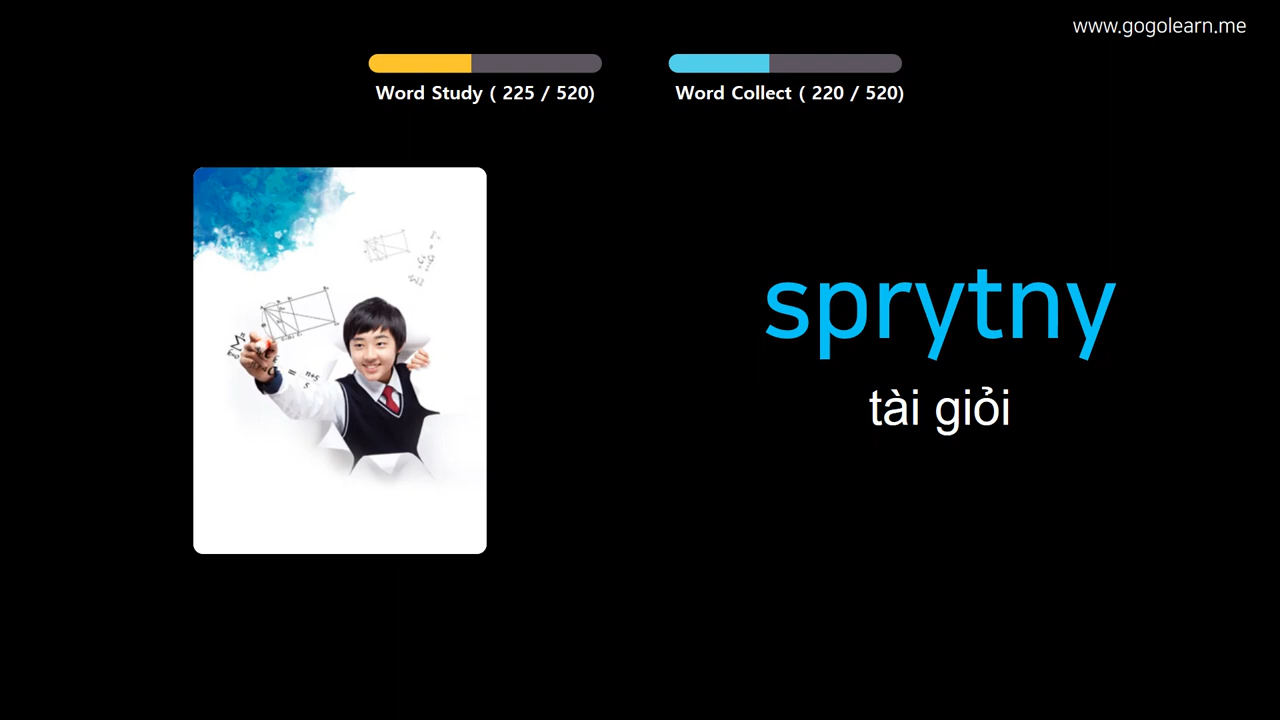 www.gogolearn.me
Word Study ( 225 / 520)
Word Collect ( 220 / 520)
sprytny
tài giỏi